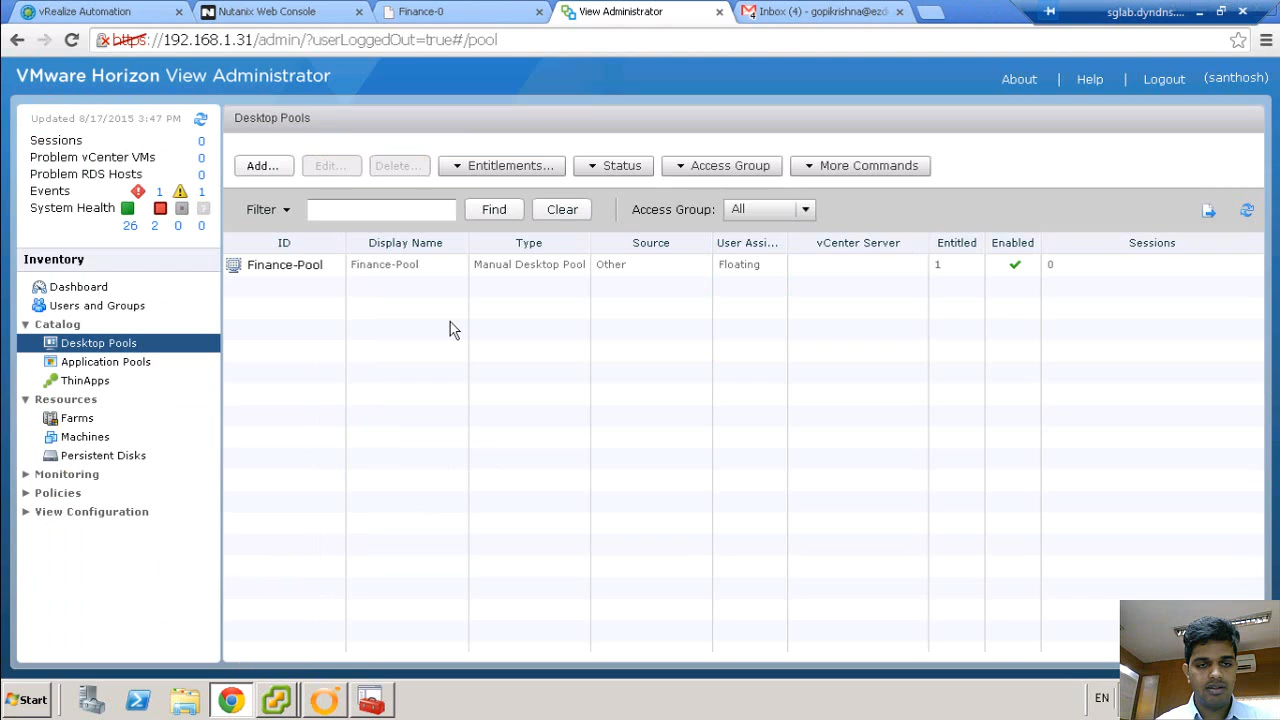 vRealize Automation
Nutanix Web Console
Finance-0
View Administrator
Inbox (4) - gopikrishna@ezd
sglab.dyndns....
https://192.168.1.31/admin/?userLoggedOut=true#/pool
VMware Horizon View Administrator
About
Help
Logout
(santhosh)
Updated 8/17/2015 3:47 PM
Sessions 0
Problem vCenter VMs 0
Problem RDS Hosts 0
Events 1 1
System Health
26 2 0 0
Inventory
Dashboard
Users and Groups
Catalog
Desktop Pools
Application Pools
ThinApps
Resources
Farms
Machines
Persistent Disks
Monitoring
Policies
View Configuration
Desktop Pools
Add... Edit... Delete... Entitlements... Status Access Group More Commands
Filter Find Clear Access Group: All
ID Display Name Type Source User Assi... vCenter Server Entitled Enabled Sessions
Finance-Pool Finance-Pool Manual Desktop Pool Other Floating 1 0
Start
EN